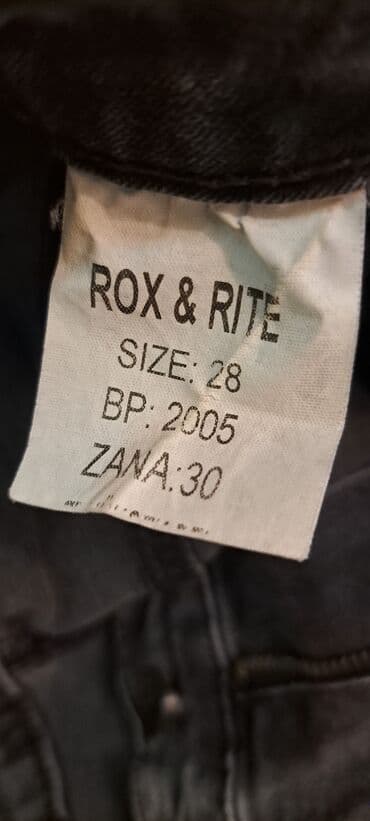 ROX & RITE
SIZE: 28
BP: 2005
ZANA:30